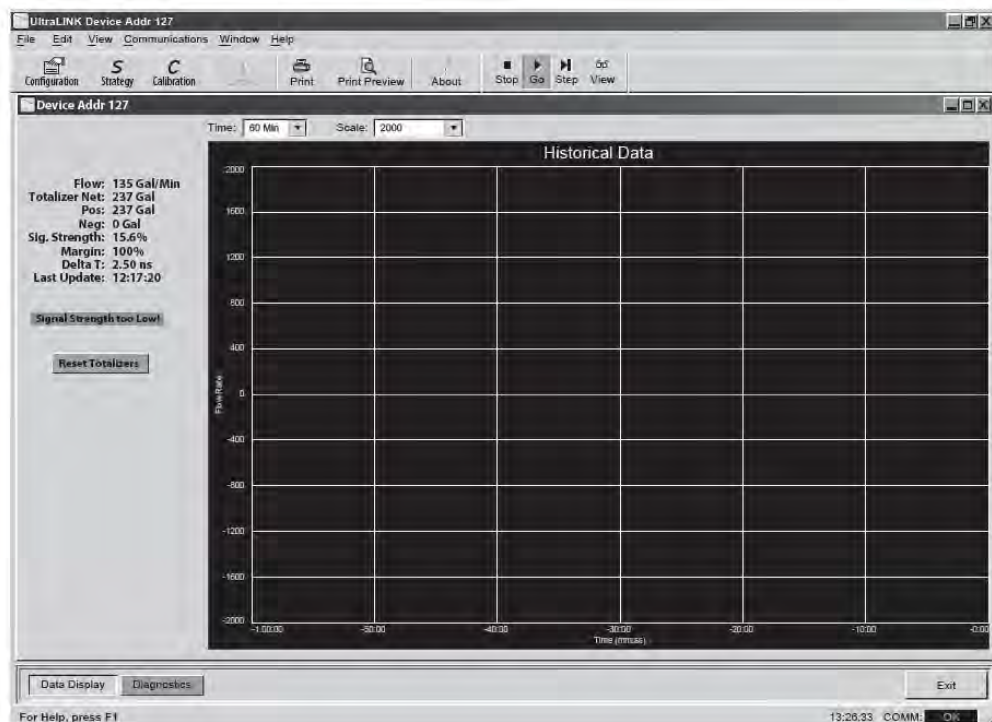 UltraLINK Device Addr 127
File Edit View Communications Window Help
Configuration Strategy Calibration Print Print Preview About Stop Go Step View
Device Addr 127
Time: 60 Min Scale: 2000
Historical Data
Flow: 135 Gal/Min
Totalizer Net: 237 Gal
Pos: 237 Gal
Neg: 0 Gal
Sig. Strength: 15.6%
Margin: 100%
Delta T: 2.50 ns
Last Update: 12:17:20
Signal Strength too Low!
Reset Totalizers
2000
1600
1200
800
400
0
-400
-800
-1200
-1600
-2000
Flow Rate
-1:00:00 -50:00 -40:00 -30:00 -20:00 -10:00 -0:00
Time
Data Display Diagnostics Exit
For Help, press F1 13:26:33 COMM: OK